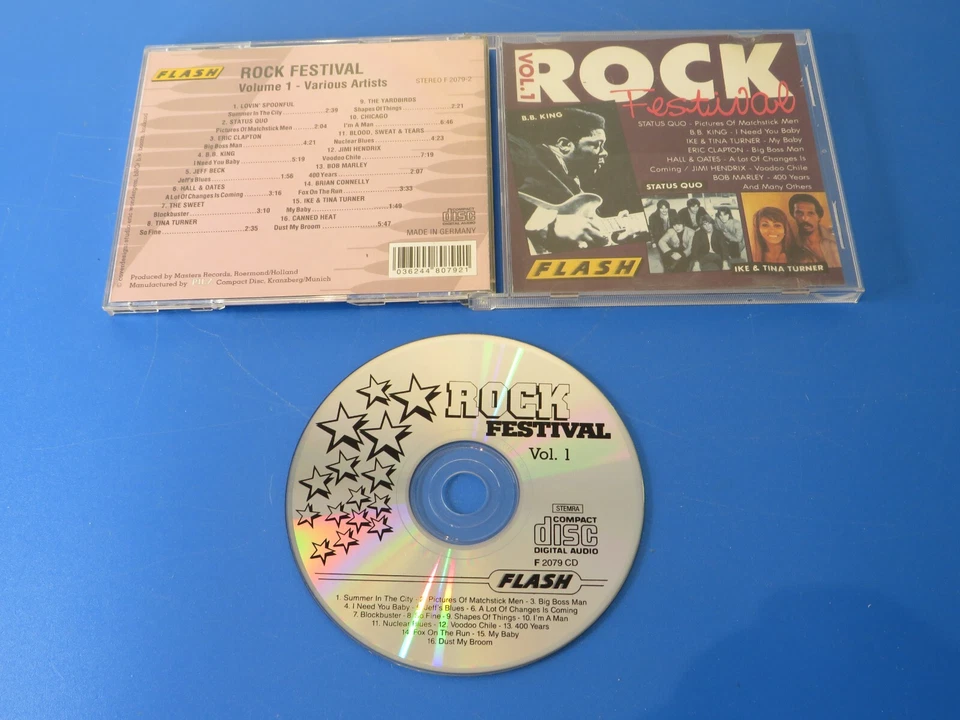 FLASH
ROCK FESTIVAL
Volume 1 - Various Artists
STEREO F 2079-2
1. LOVIN' SPOONFUL
Summer In The City 2:39
2. STATUS QUO
Pictures Of Matchstick Men 2:04
3. ERIC CLAPTON
Big Boss Man 4:21
4. B.B. KING
I Need You Baby 5:19
5. JEFF BECK
Jeff's Blues 1:56
6. HALL & OATES
A Lot Of Changes Is Coming 3:16
7. THE SWEET
Blockbuster 3:10
8. TINA TURNER
So Fine 2:35
9. THE YARDBIRDS
Shapes Of Things 2:21
10. CHICAGO
I'm A Man 6:46
11. BLOOD, SWEAT & TEARS
Nuclear Blues 4:23
12. JIMI HENDRIX
Voodoo Chile 7:19
13. BOB MARLEY
400 Years 2:07
14. BRIAN CONNELLY
Fox On The Run 3:33
15. IKE & TINA TURNER
My Baby 1:49
16. CANNED HEAT
Dust My Broom 5:47
COMPACT
disc
DIGITAL AUDIO
MADE IN GERMANY
036244 807921
Produced by Masters Records, Roermond/Holland
Manufactured by Compact Disc, Kranzberg/Munich
VOL.1
ROCK
Festival
B.B. KING
STATUS QUO - Pictures Of Matchstick Men
B.B. KING - I Need You Baby
IKE & TINA TURNER - My Baby
ERIC CLAPTON - Big Boss Man
HALL & OATES - A Lot Of Changes Is
Coming / JIMI HENDRIX - Voodoo Chile
BOB MARLEY - 400 Years
And Many Others
STATUS QUO
FLASH
IKE & TINA TURNER
ROCK
FESTIVAL
Vol. 1
STEMRA
COMPACT
disc
DIGITAL AUDIO
F 2079 CD
FLASH
1. Summer In The City - 2. Pictures Of Matchstick Men - 3. Big Boss Man
4. I Need You Baby - 5. Jeff's Blues - 6. A Lot Of Changes Is Coming
7. Blockbuster - 8. So Fine - 9. Shapes Of Things - 10. I'm A Man
11. Nuclear Blues - 12. Voodoo Chile - 13. 400 Years
14. Fox On The Run - 15. My Baby
16. Dust My Broom